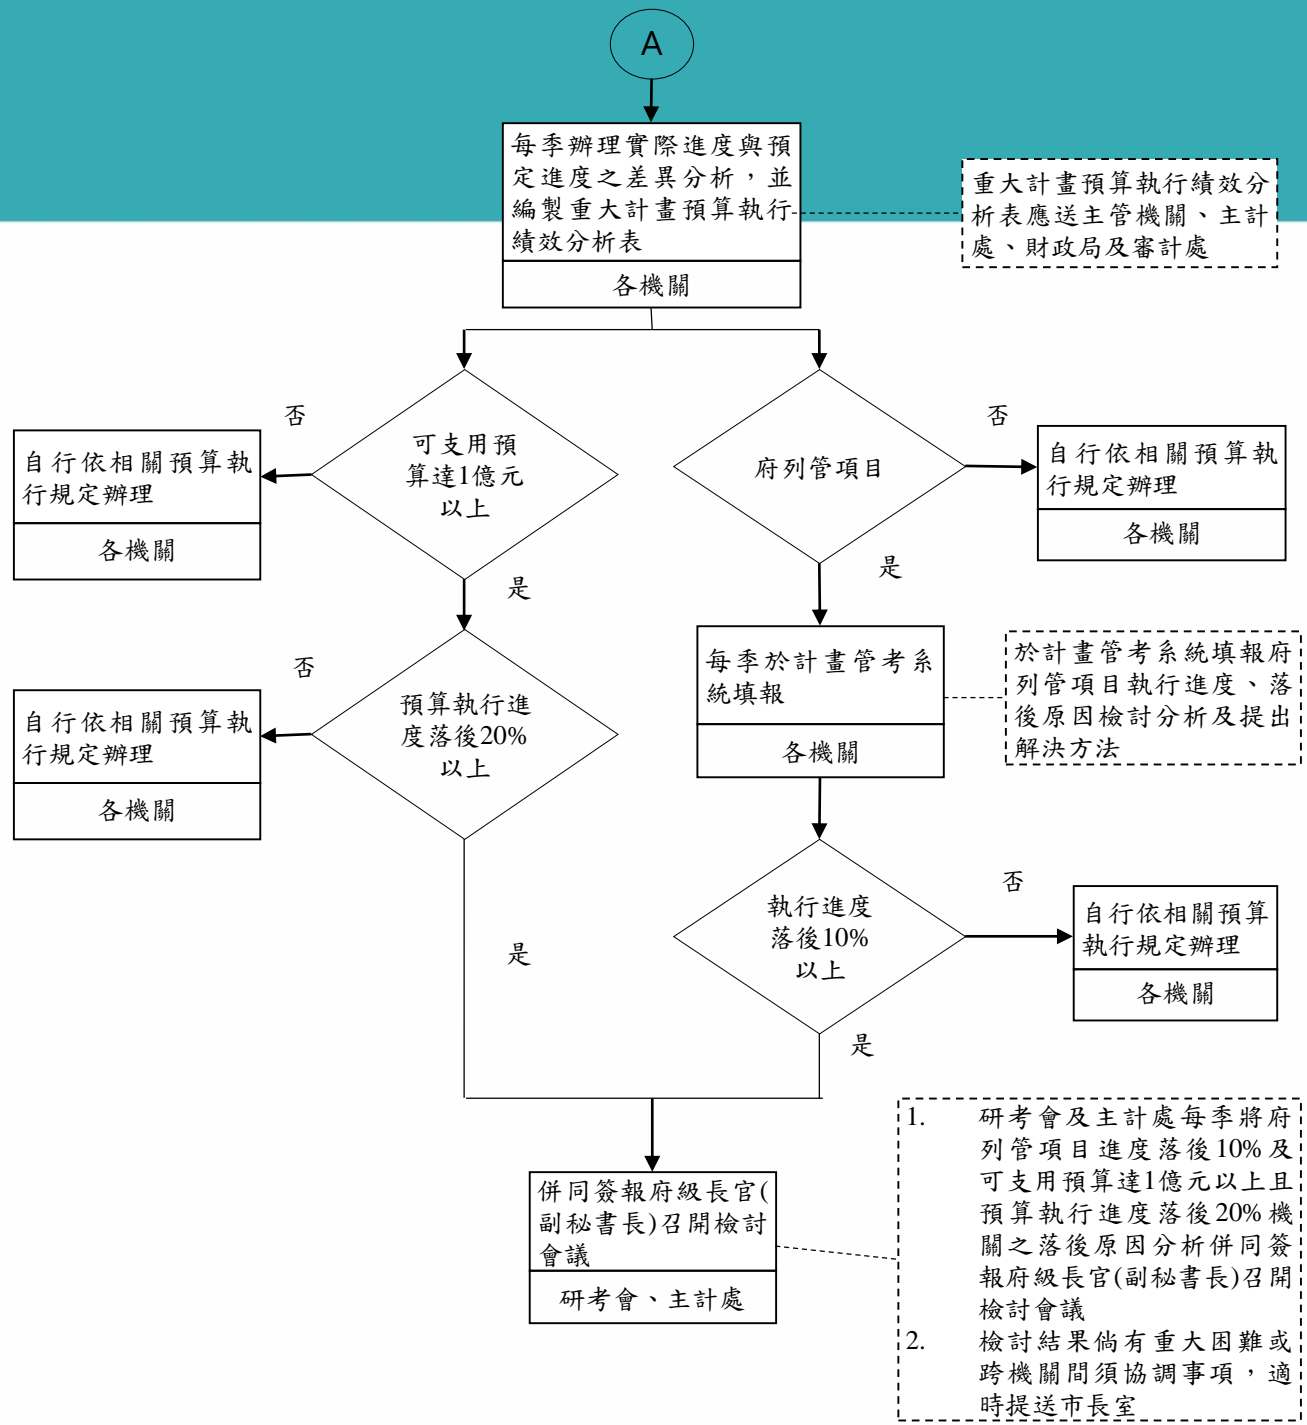 A
每季辦理實際進度與預
定進度之差異分析，並
編製重大計畫預算執行
績效分析表
各機關
重大計畫預算執行績效分
析表應送主管機關、主計
處、財政局及審計處
否
可支用預
算達1億元
以上
自行依相關預算執
行規定辦理
各機關
是
府列管項目
否
自行依相關預算執
行規定辦理
各機關
是
否
預算執行進
度落後20%
以上
自行依相關預算執
行規定辦理
各機關
是
每季於計畫管考系
統填報
各機關
於計畫管考系統填報府
列管項目執行進度、落
後原因檢討分析及提出
解決方法
執行進度
落後10%
以上
否
自行依相關預算
執行規定辦理
各機關
是
併同簽報府級長官(
副秘書長)召開檢討
會議
研考會、主計處
1. 研考會及主計處每季將府
列管項目進度落後10%及
可支用預算達1億元以上且
預算執行進度落後20%機
關之落後原因分析併同簽
報府級長官(副秘書長)召開
檢討會議
2. 檢討結果倘有重大困難或
跨機關間須協調事項，適
時提送市長室